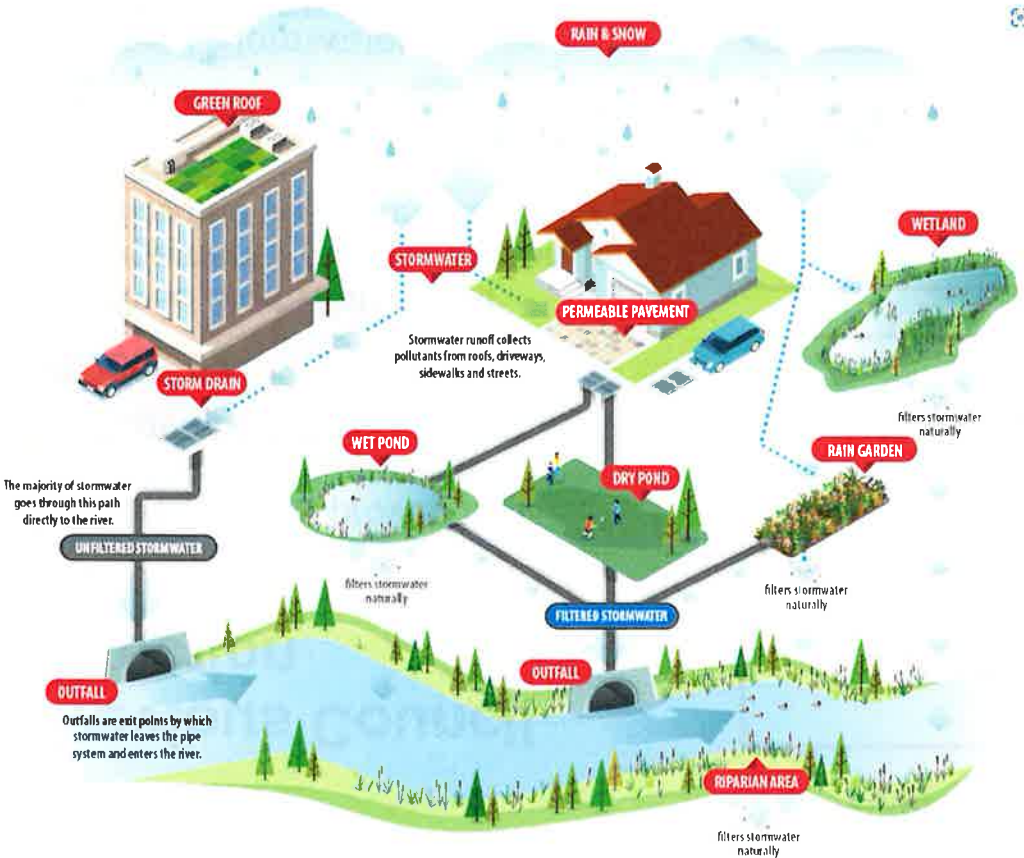 RAIN & SNOW
GREEN ROOF
WETLAND
STORMWATER
PERMEABLE PAVEMENT
Stormwater runoff collects
pollutants from roofs, driveways,
sidewalks and streets.
STORM DRAIN
filters stormwater
naturally
WET POND
RAIN GARDEN
DRY POND
The majority of stormwater
goes through this path
directly to the river.
UNFILTERED STORMWATER
filters stormwater
naturally
filters stormwater
naturally
FILTERED STORMWATER
OUTFALL
OUTFALL
Outfalls are exit points by which
stormwater leaves the pipe
system and enters the river.
RIPARIAN AREA
filters stormwater
naturally